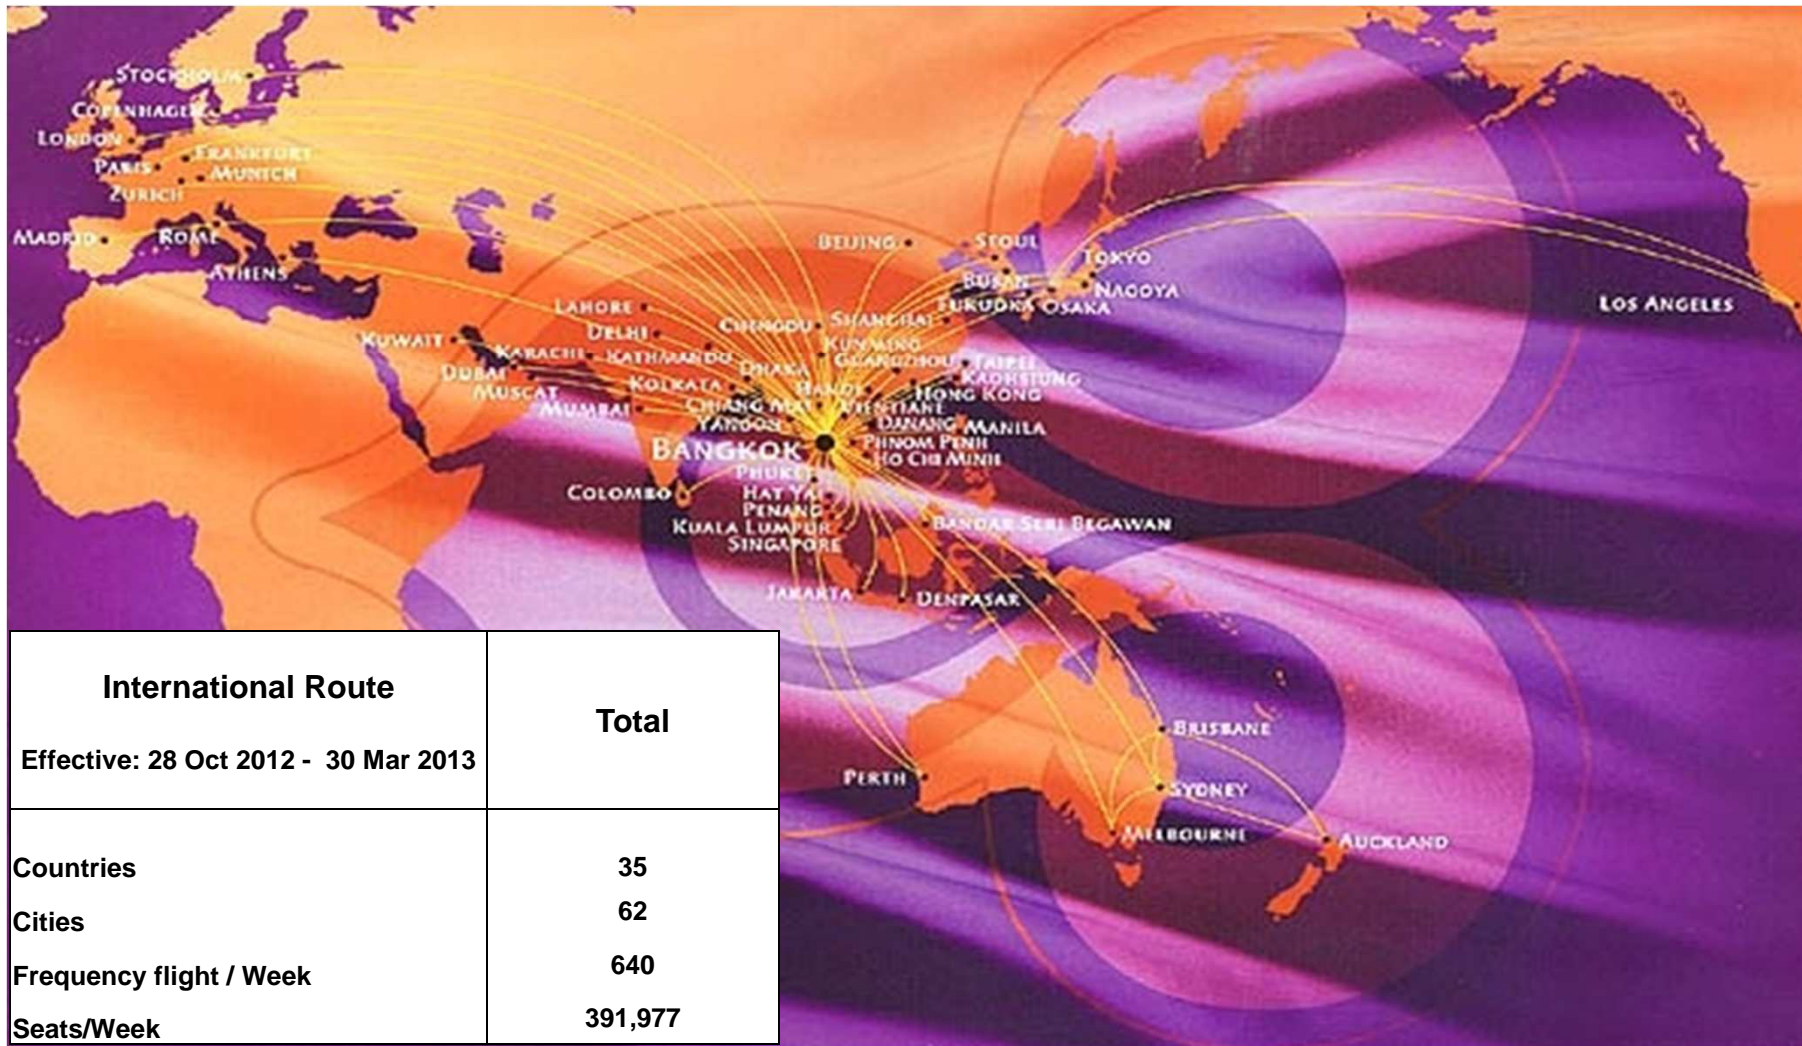 STOCKHOLM
COPENHAGEN
LONDON
FRANKFURT
PARIS
MUNICH
ZURICH
MADRID
ROME
ATHENS
BEIJING
SEOUL
TOKYO
BUSAN
NAGOYA
FUKUOKA
OSAKA
LOS ANGELES
LAHORE
DELHI
CHENGDU
SHANGHAI
KUWAIT
KARACHI
KATHMANDU
KUNMING
GUANGZHOU
TAIPEI
DUBAI
DHAKA
KAOHSIUNG
MUSCAT
KOLKATA
HANOI
HONG KONG
MUMBAI
CHIANG MAI
VIENTIANE
YANGON
DANANG
MANILA
BANGKOK
PHNOM PENH
HO CHI MINH
PHUKET
COLOMBO
HAT YAI
PENANG
KUALA LUMPUR
BANDAR SERI BEGAWAN
SINGAPORE
JAKARTA
DENPASAR
BRISBANE
PERTH
SYDNEY
MELBOURNE
AUCKLAND
International Route
Effective: 28 Oct 2012 - 30 Mar 2013
Total
Countries 35
Cities 62
Frequency flight / Week 640
Seats/Week 391,977